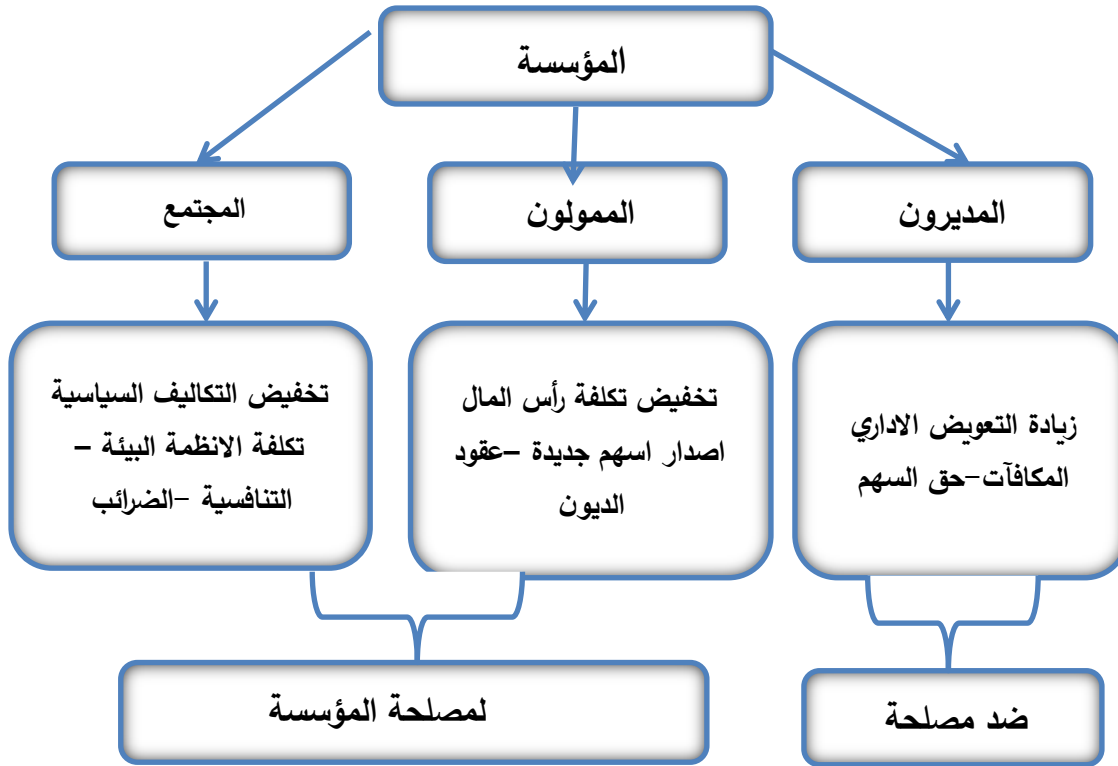 المؤسسة
المديرون
الممولون
المجتمع
زيادة التعويض الاداري
المكافآت-حق السهم
تخفيض تكلفة رأس المال
اصدار اسهم جديدة –عقود
الديون
تخفيض التكاليف السياسية
تكلفة الانظمة البيئة –
التنافسية –الضرائب
ضد مصلحة
لمصلحة المؤسسة